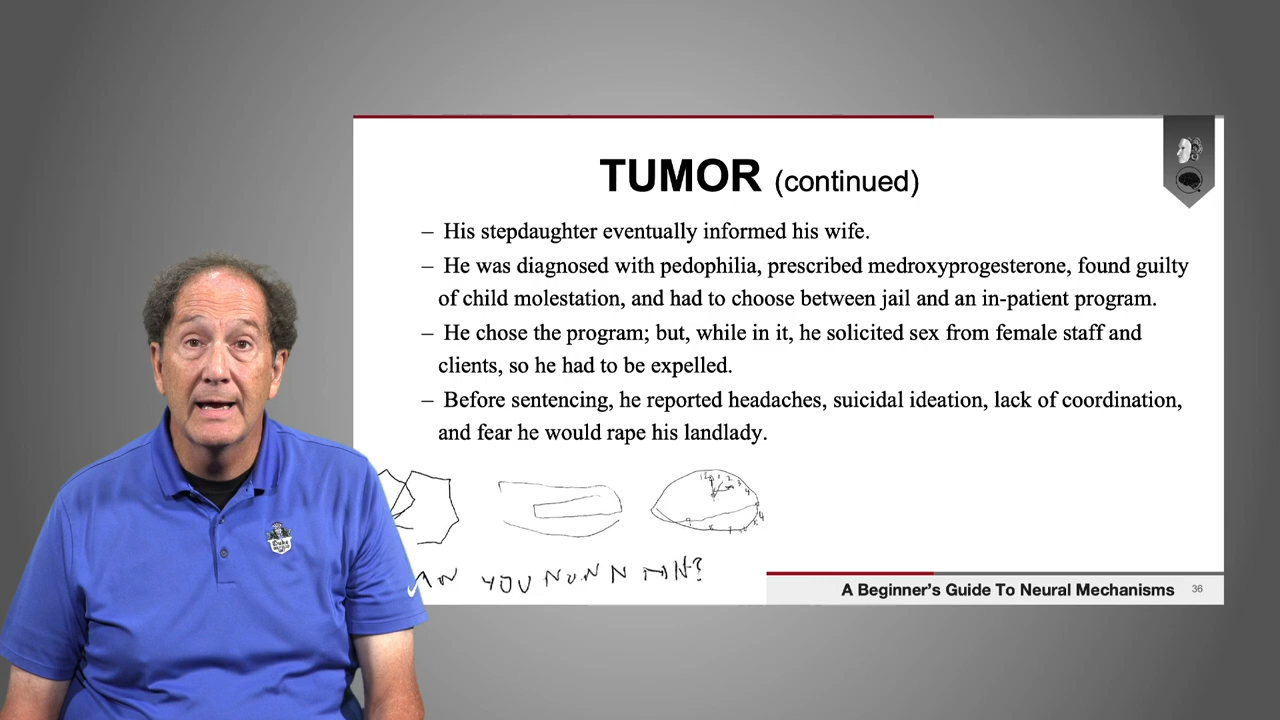 TUMOR (continued)
– His stepdaughter eventually informed his wife.
– He was diagnosed with pedophilia, prescribed medroxyprogesterone, found guilty
of child molestation, and had to choose between jail and an in-patient program.
– He chose the program; but, while in it, he solicited sex from female staff and
clients, so he had to be expelled.
– Before sentencing, he reported headaches, suicidal ideation, lack of coordination,
and fear he would rape his landlady.
YOU
A Beginner's Guide To Neural Mechanisms 36
Duke